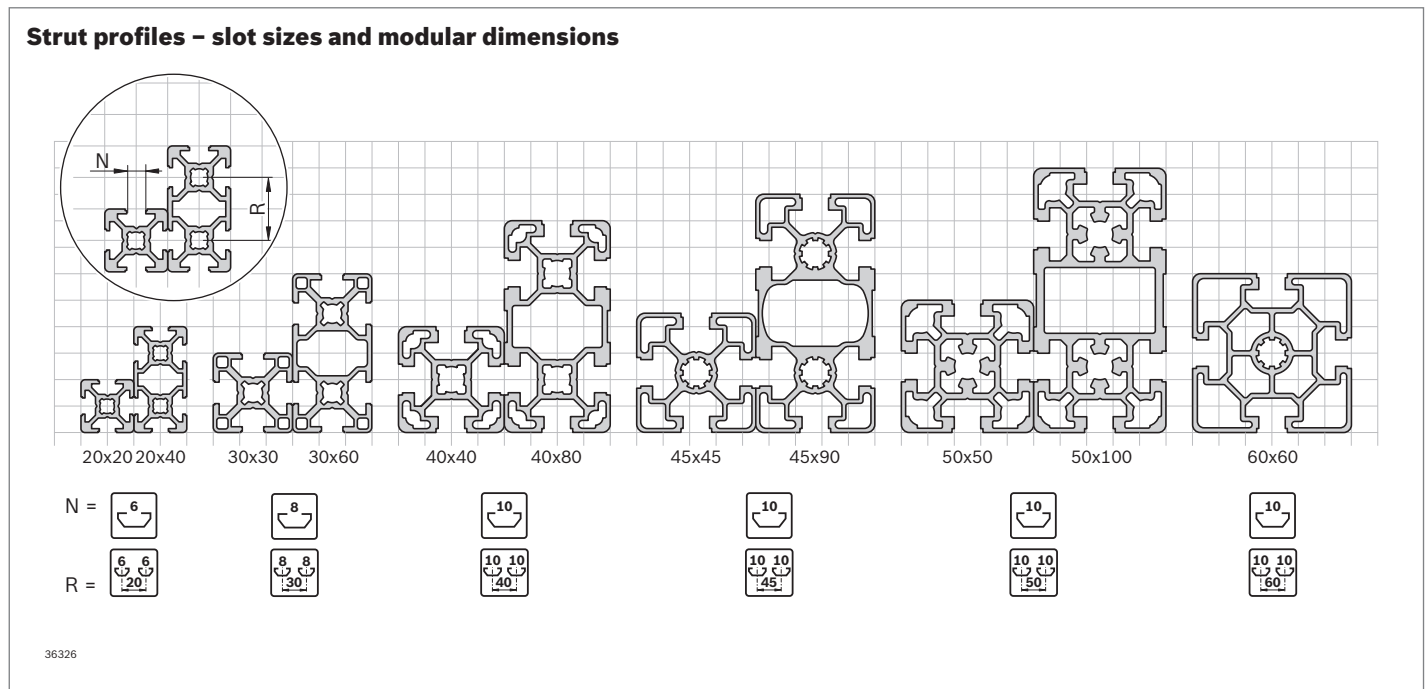 Strut profiles – slot sizes and modular dimensions
N
R
20x20 20x40 30x30 30x60 40x40 40x80 45x45 45x90 50x50 50x100 60x60
N = 6 8 10 10 10 10
R = 6 6 8 8 10 10 10 10 10 10 10 10
20 30 40 45 50 60
36326